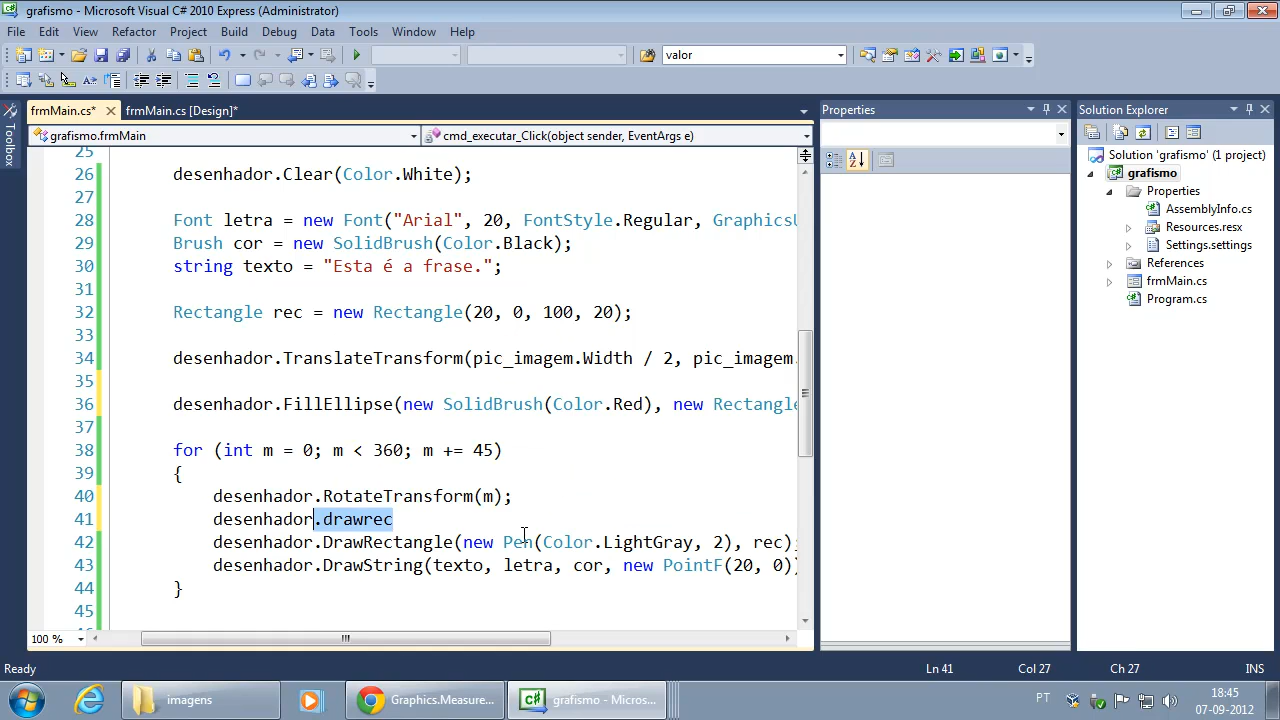 grafismo - Microsoft Visual C# 2010 Express (Administrator)
File Edit View Refactor Project Build Debug Data Tools Window Help
valor
frmMain.cs* frmMain.cs [Design]*
grafismo.frmMain cmd_executar_Click(object sender, EventArgs e)
Toolbox
25
26 desenhador.Clear(Color.White);
27
28 Font letra = new Font("Arial", 20, FontStyle.Regular, GraphicsU
29 Brush cor = new SolidBrush(Color.Black);
30 string texto = "Esta é a frase.";
31
32 Rectangle rec = new Rectangle(20, 0, 100, 20);
33
34 desenhador.TranslateTransform(pic_imagem.Width / 2, pic_imagem.
35
36 desenhador.FillEllipse(new SolidBrush(Color.Red), new Rectangle
37
38 for (int m = 0; m < 360; m += 45)
39 {
40 desenhador.RotateTransform(m);
41 desenhador.drawrec
42 desenhador.DrawRectangle(new Pen(Color.LightGray, 2), rec);
43 desenhador.DrawString(texto, letra, cor, new PointF(20, 0))
44 }
45
100 %
Properties
Solution Explorer
Solution 'grafismo' (1 project)
grafismo
Properties
AssemblyInfo.cs
Resources.resx
Settings.settings
References
frmMain.cs
Program.cs
Ready Ln 41 Col 27 Ch 27 INS
imagens Graphics.Measure... grafismo - Micros... PT 18:45
07-09-2012